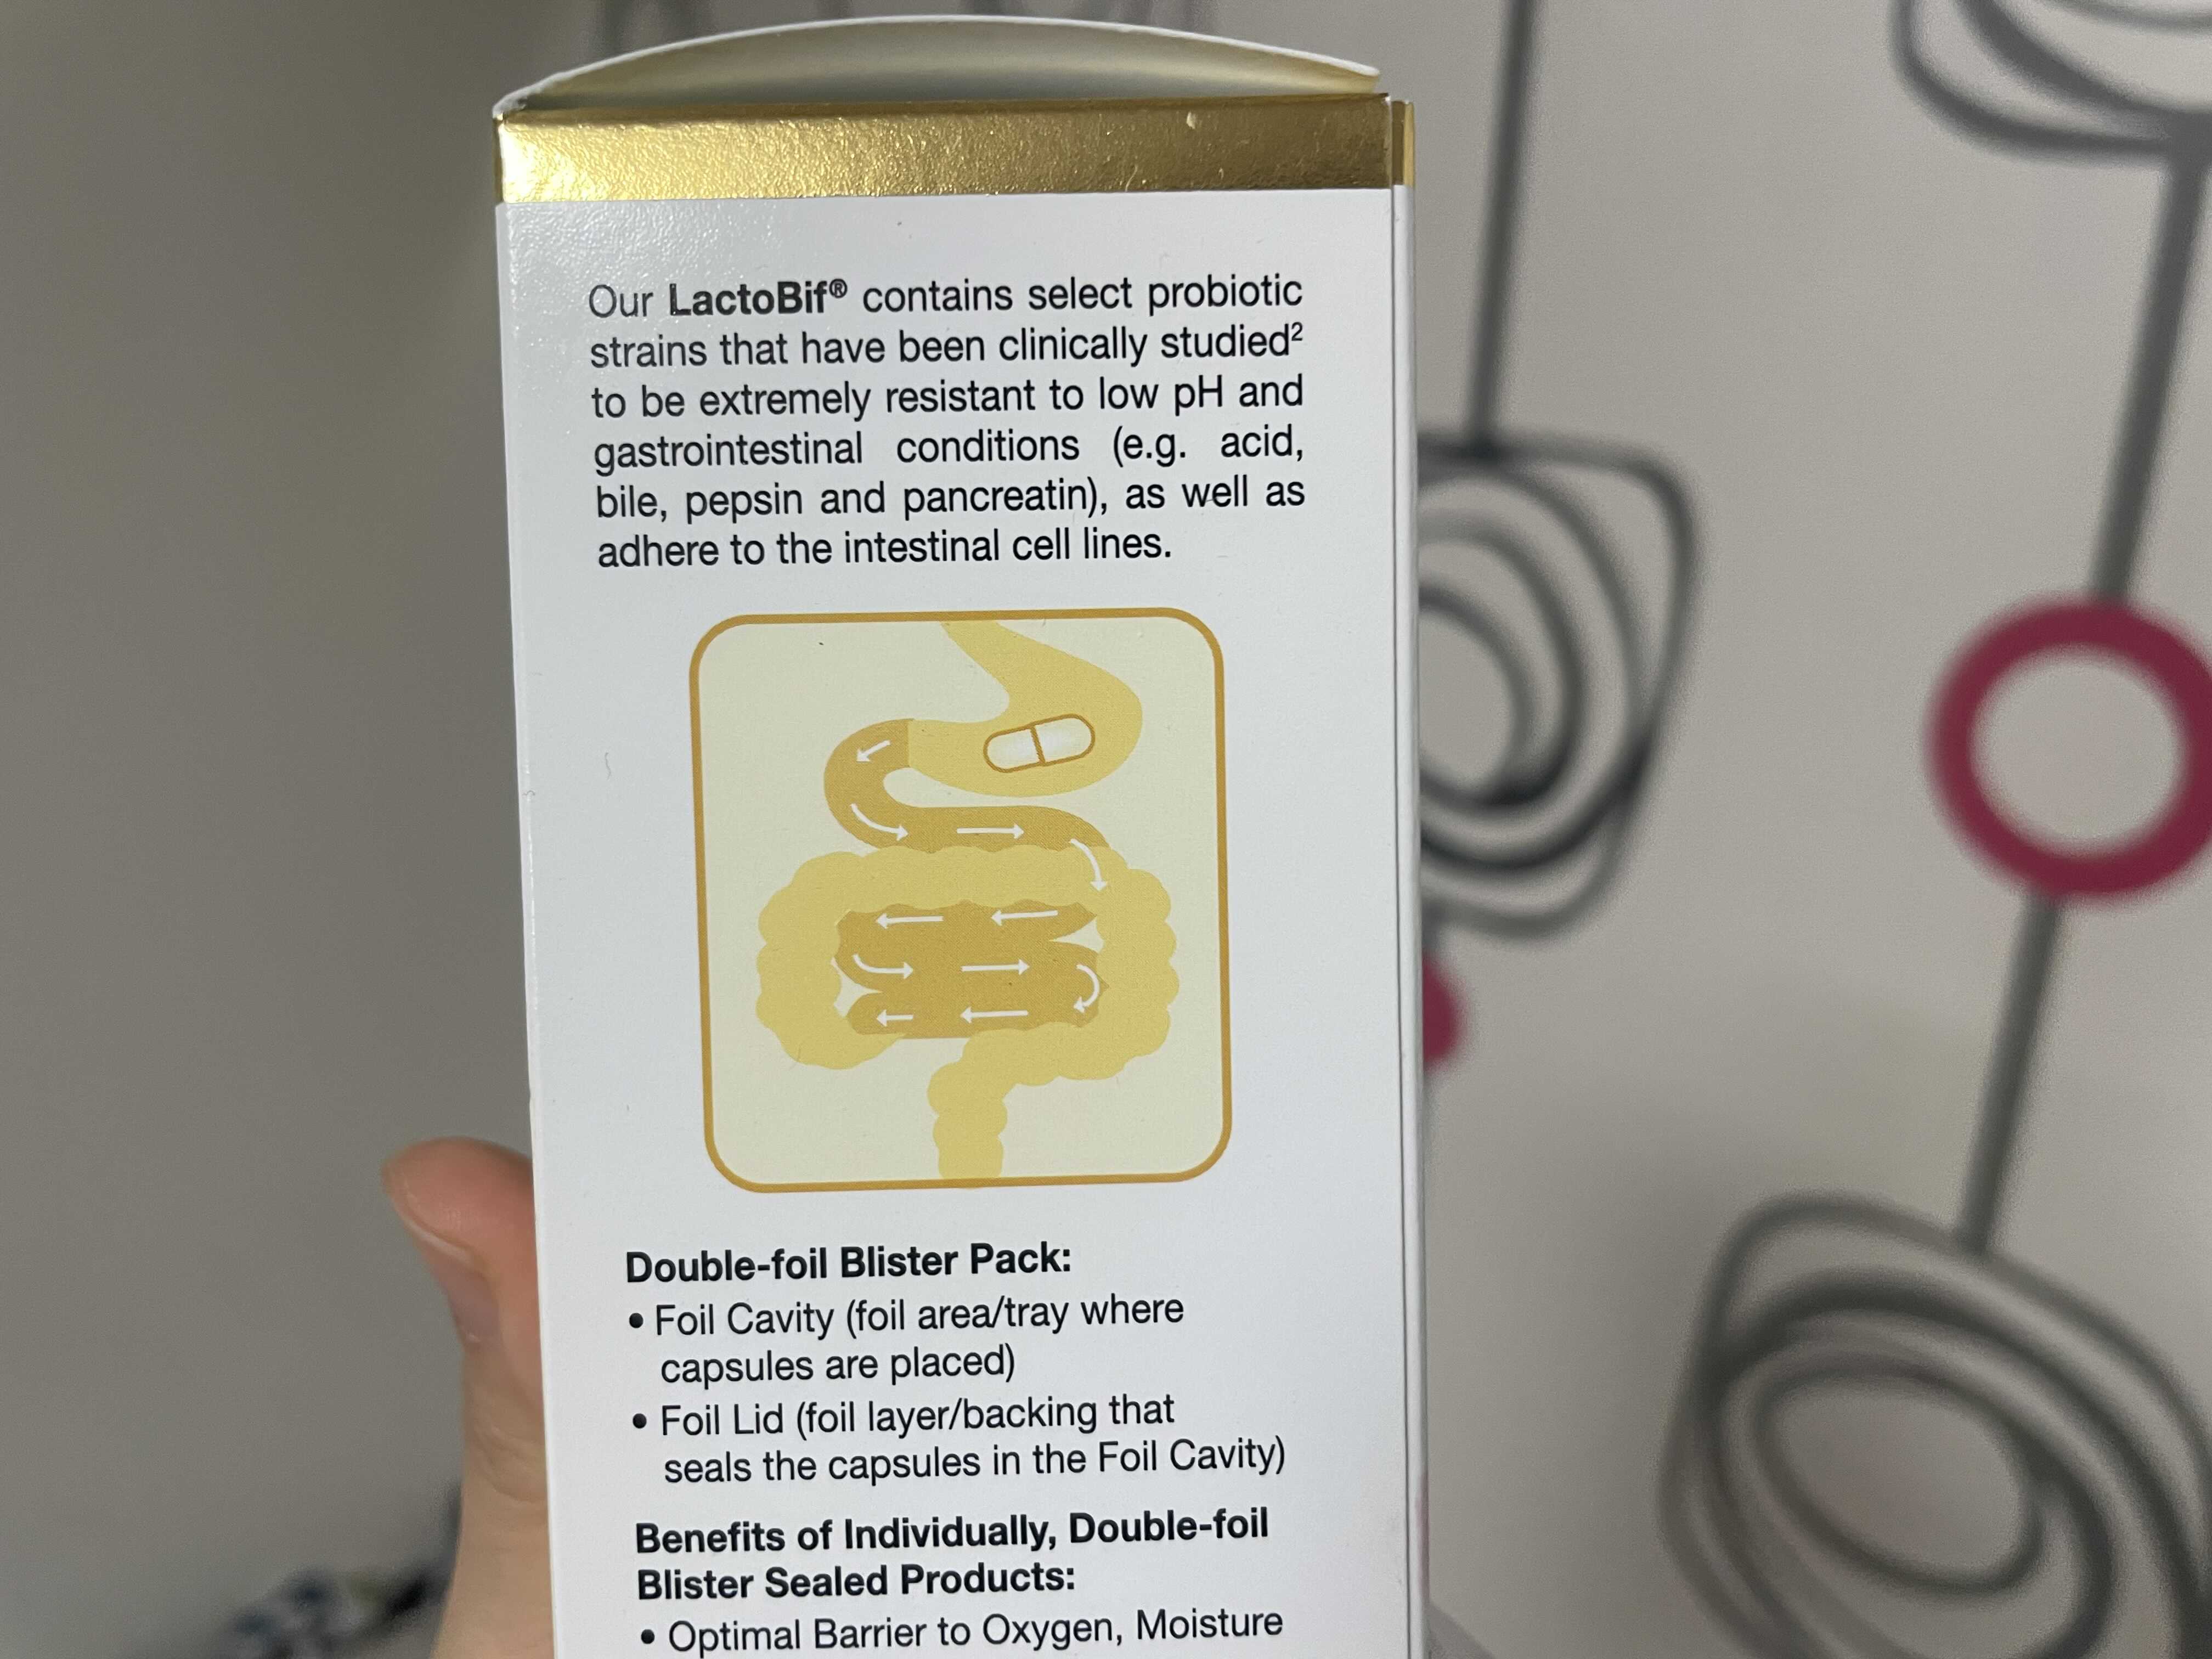 Our LactoBif® contains select probiotic
strains that have been clinically studied²
to be extremely resistant to low pH and
gastrointestinal conditions (e.g. acid,
bile, pepsin and pancreatin), as well as
adhere to the intestinal cell lines.
Double-foil Blister Pack:
• Foil Cavity (foil area/tray where
capsules are placed)
• Foil Lid (foil layer/backing that
seals the capsules in the Foil Cavity)
Benefits of Individually, Double-foil
Blister Sealed Products:
• Optimal Barrier to Oxygen, Moisture